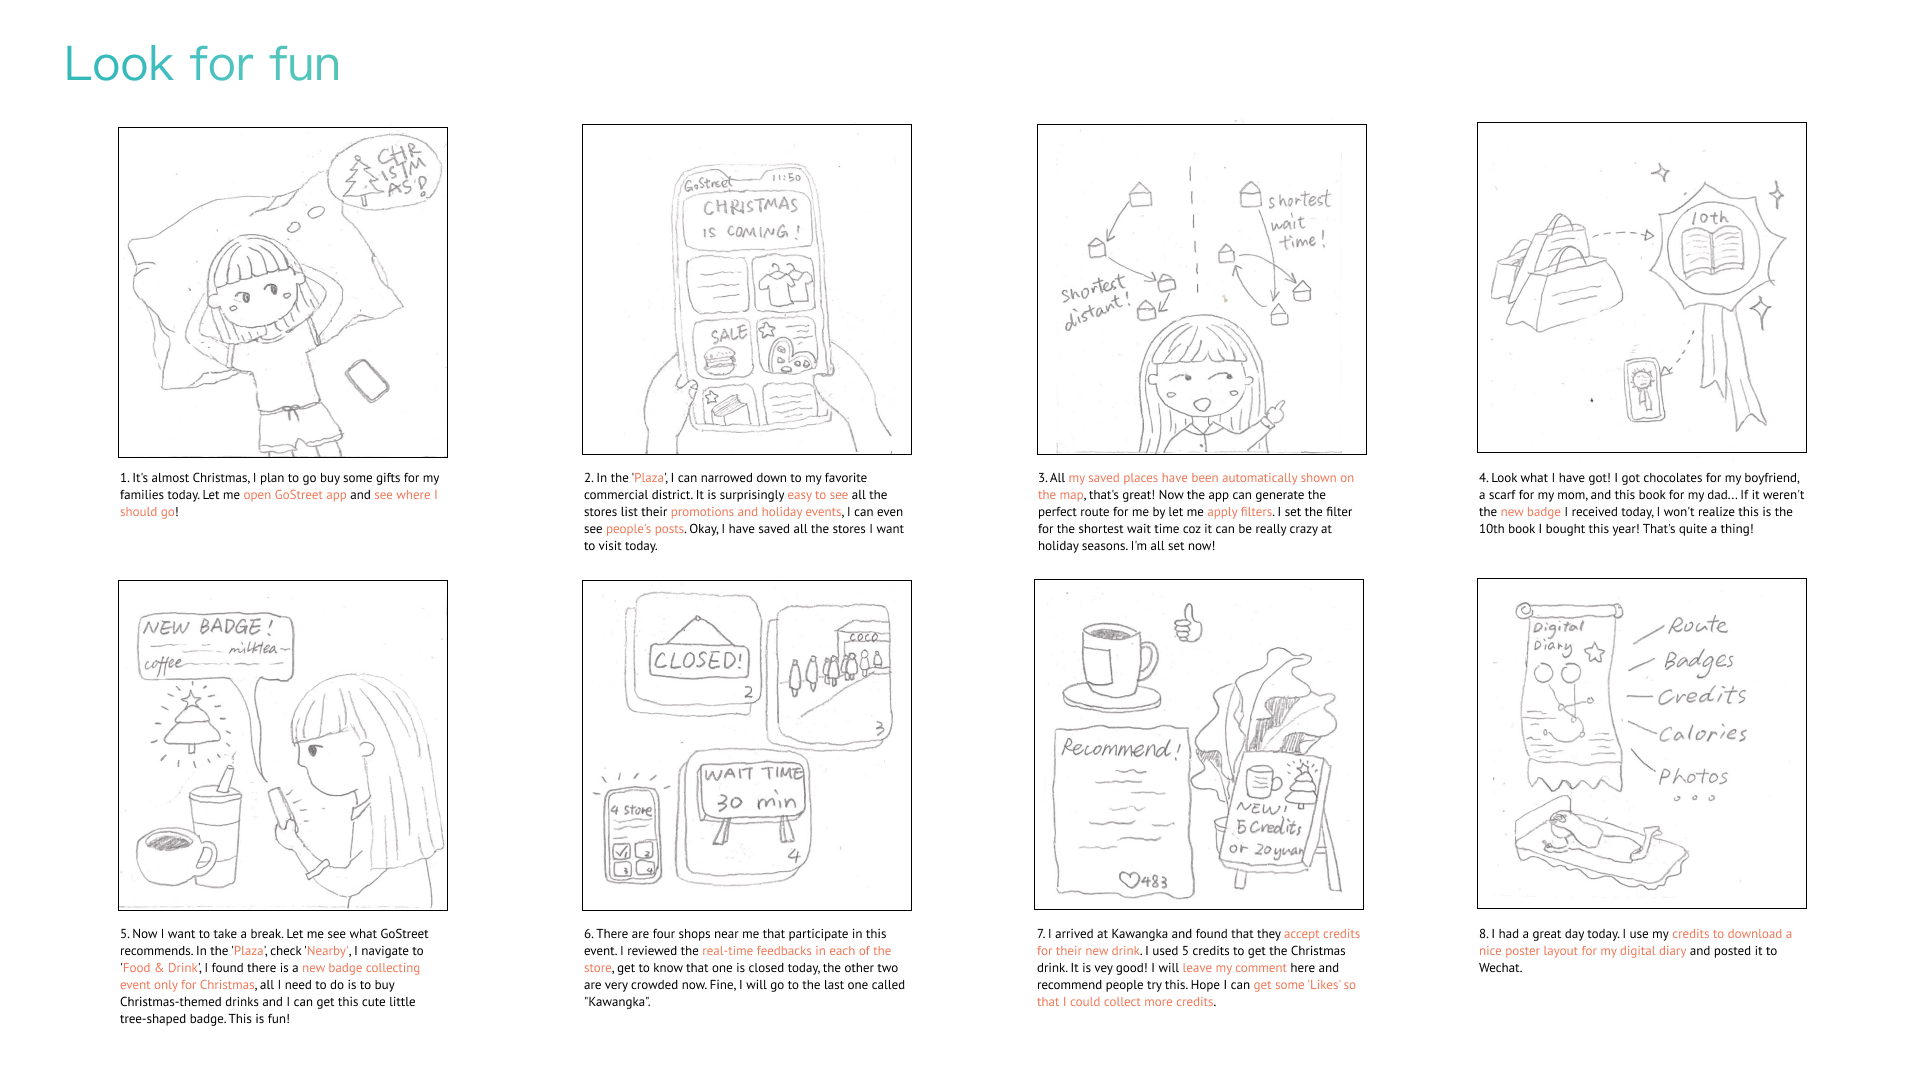 Look for fun
CHR
ISTM
AS?
1. It's almost Christmas, I plan to go buy some gifts for my
families today. Let me open GoStreet app and see where I
should go!
GoStreet 11:50
CHRISTMAS
IS COMING!
SALE
2. In the 'Plaza', I can narrowed down to my favorite
commercial district. It is surprisingly easy to see all the
stores list their promotions and holiday events, I can even
see people's posts. Okay, I have saved all the stores I want
to visit today.
shortest
wait
time!
shortest
distant!
3. All my saved places have been automatically shown on
the map, that's great! Now the app can generate the
perfect route for me by let me apply filters. I set the filter
for the shortest wait time coz it can be really crazy at
holiday seasons. I'm all set now!
10th
4. Look what I have got! I got chocolates for my boyfriend,
a scarf for my mom, and this book for my dad... If it weren't
the new badge I received today, I won't realize this is the
10th book I bought this year! That's quite a thing!
NEW BADGE!
milktea
coffee
5. Now I want to take a break. Let me see what GoStreet
recommends. In the 'Plaza', check 'Nearby', I navigate to
'Food & Drink', I found there is a new badge collecting
event only for Christmas, all I need to do is to buy
Christmas-themed drinks and I can get this cute little
tree-shaped badge. This is fun!
CLOSED!
2
COCO
3
WAIT TIME
30 min
4
4 store
2
3 4
6. There are four shops near me that participate in this
event. I reviewed the real-time feedbacks in each of the
store, get to know that one is closed today, the other two
are very crowded now. Fine, I will go to the last one called
"Kawangka".
Recommend!
483
NEW!
5 Credits
or 20yuan
7. I arrived at Kawangka and found that they accept credits
for their new drink. I used 5 credits to get the Christmas
drink. It is vey good! I will leave my comment here and
recommend people try this. Hope I can get some 'Likes' so
that I could collect more credits.
Digital
Diary
Route
Badges
Credits
Calories
Photos
8. I had a great day today. I use my credits to download a
nice poster layout for my digital diary and posted it to
Wechat.